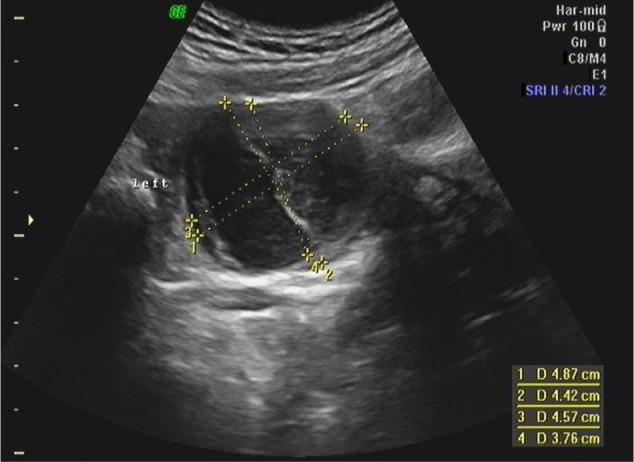 GE
Har-mid
Pwr 100
Gn 0
C8/M4
E1
SRI II 4/CRI 2
left
3
1
4
2
1 D 4.87 cm
2 D 4.42 cm
3 D 4.57 cm
4 D 3.76 cm